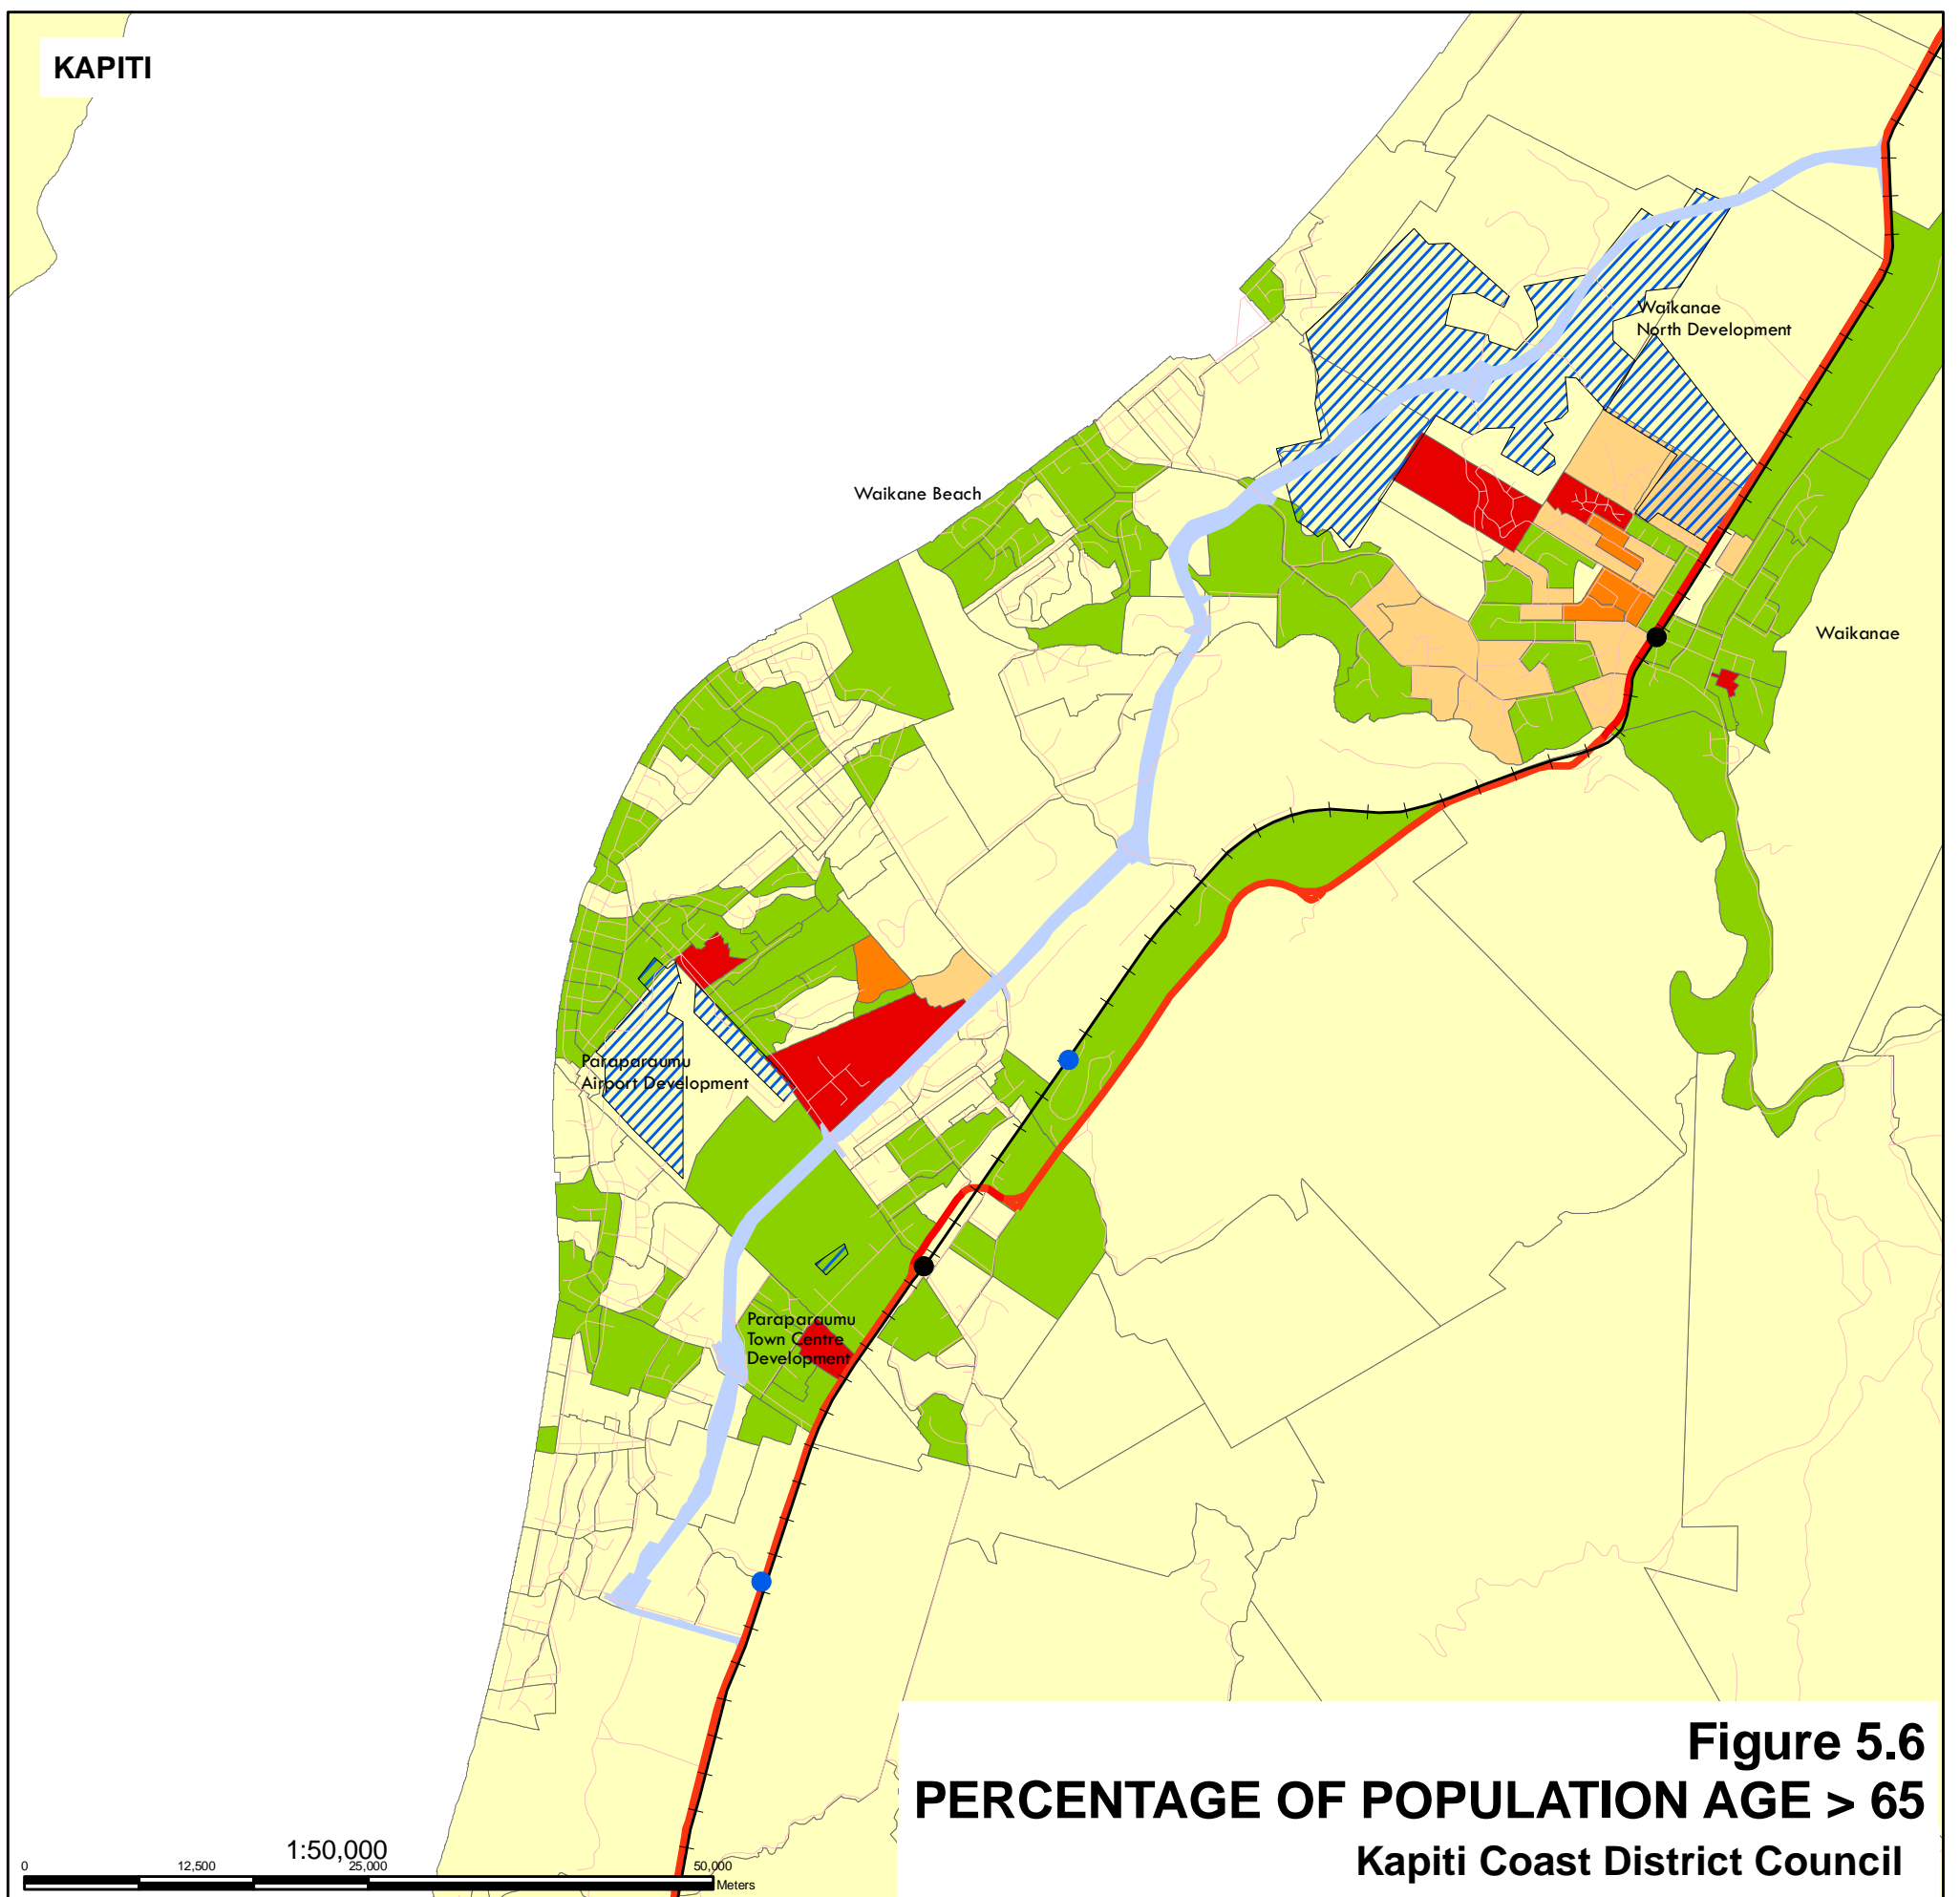 KAPITI
Waikanae
North Development
Waikane Beach
Waikanae
Paraparaumu
Airport Development
Paraparaumu
Town Centre
Development
Figure 5.6
PERCENTAGE OF POPULATION AGE > 65
Kapiti Coast District Council
1:50,000
0 12,500 25,000 50,000
Meters